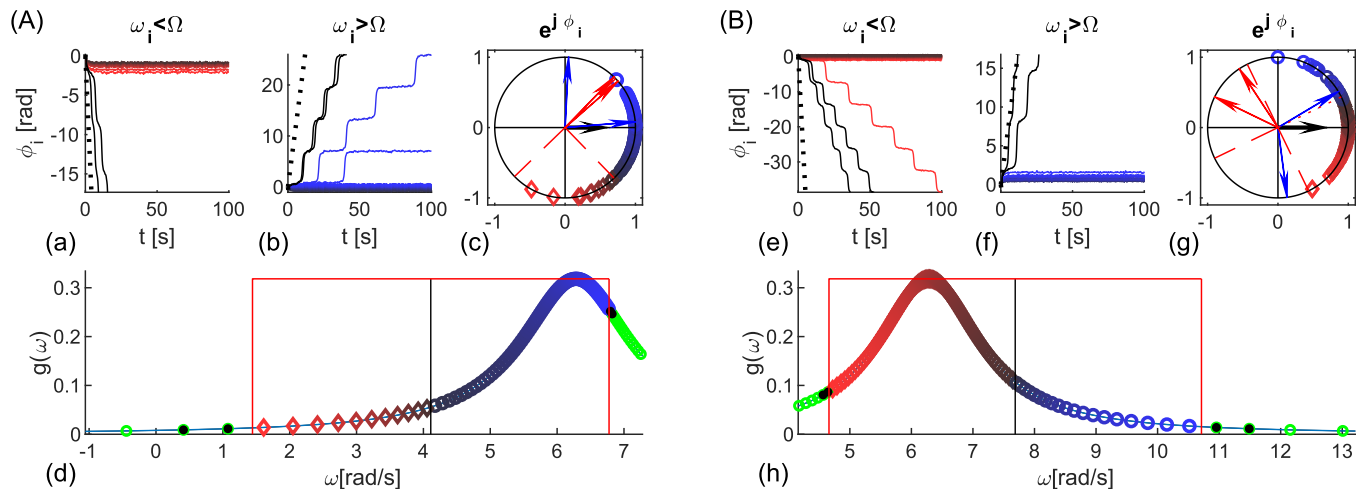 (A) ω_i<Ω ω_i>Ω e^{j ϕ_i} (B) ω_i<Ω ω_i>Ω e^{j ϕ_i}
0 -5 -10 -15
ϕ_i [rad]
0 50 100
t [s]
(a)
20 10 0
0 50 100
t [s]
(b)
1 0 -1
-1 0 1
(c)
0 -10 -20 -30
ϕ_i [rad]
0 50 100
t [s]
(e)
15 10 5 0
0 50 100
t [s]
(f)
1 0 -1
-1 0 1
(g)
0.3 0.2 0.1 0
g(ω)
-1 0 1 2 3 4 5 6 7
ω[rad/s]
(d)
0.3 0.2 0.1 0
g(ω)
5 6 7 8 9 10 11 12 13
ω[rad/s]
(h)